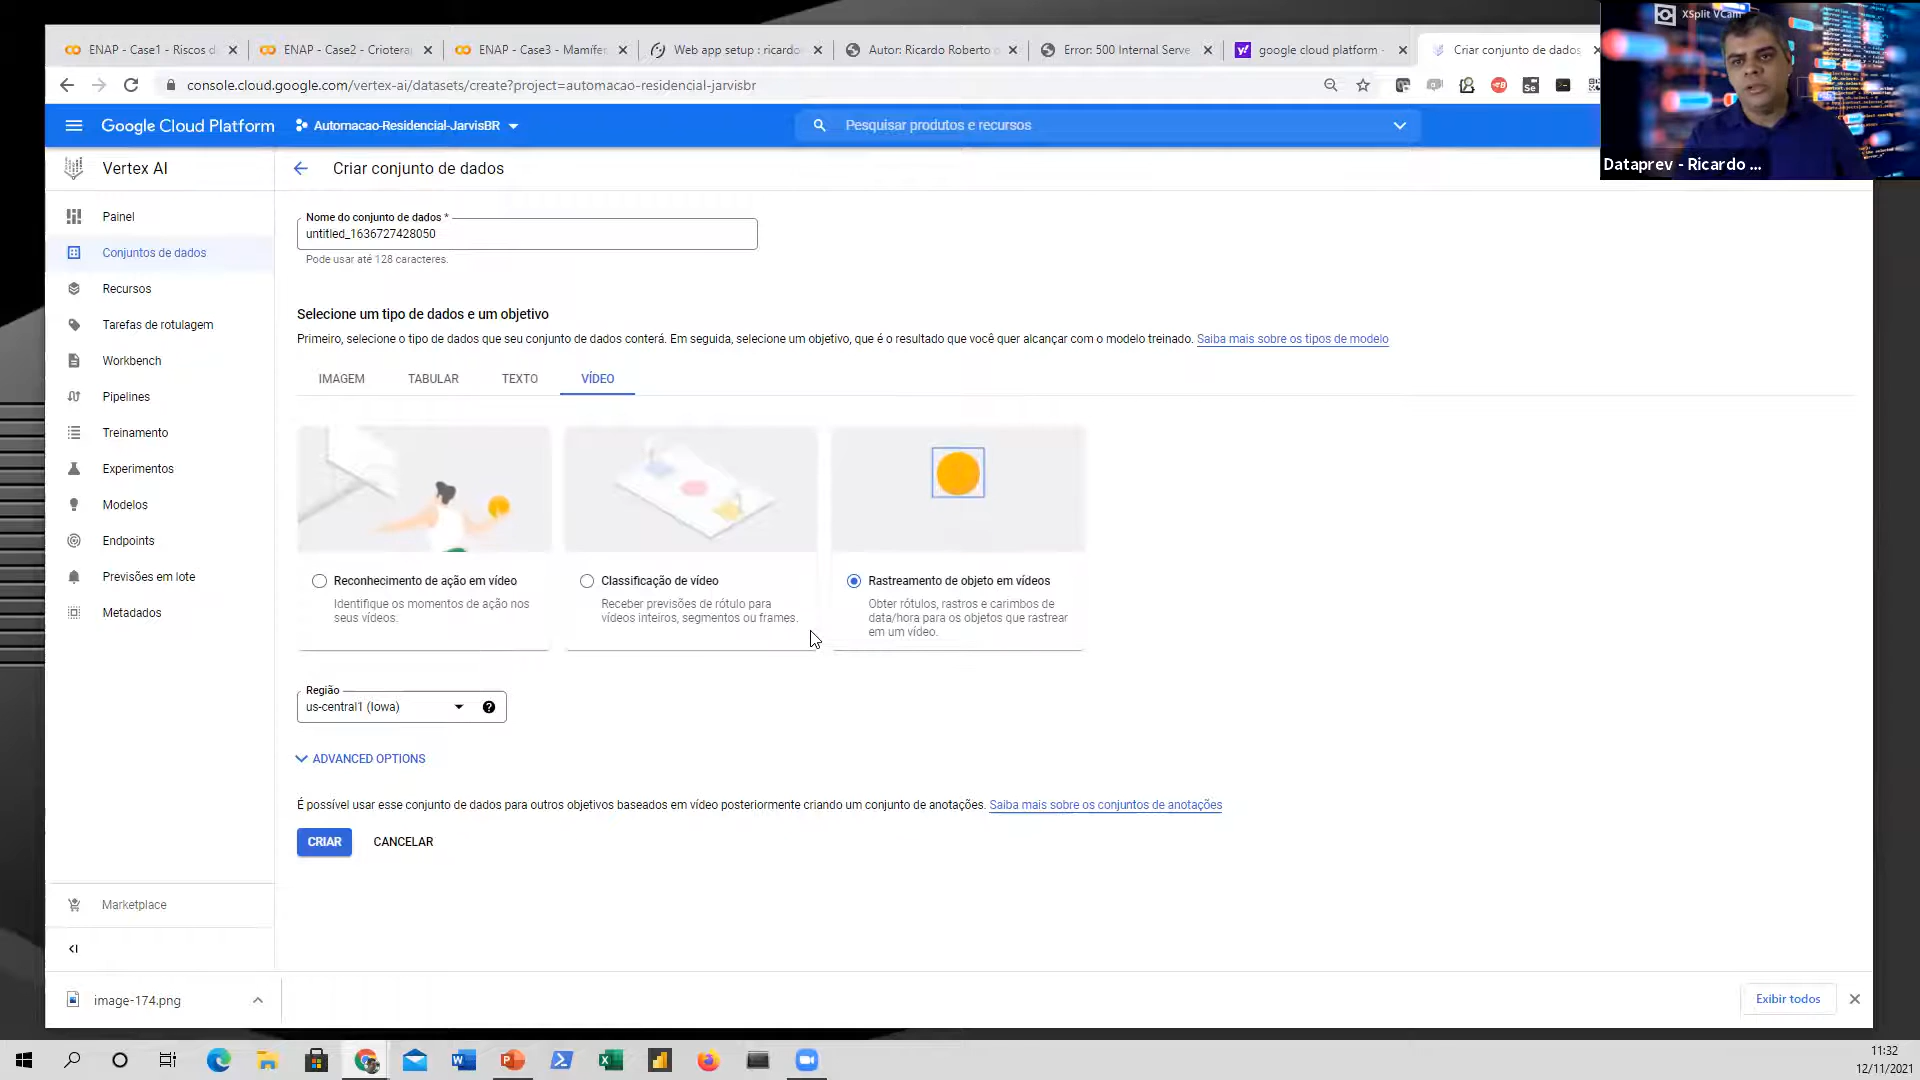 ENAP - Case1 - Riscos d
ENAP - Case2 - Criotera
ENAP - Case3 - Mamífer
Web app setup : ricardo
Autor: Ricardo Roberto
Error: 500 Internal Serve
google cloud platform -
Criar conjunto de dados
XSplit VCam
console.cloud.google.com/vertex-ai/datasets/create?project=automacao-residencial-jarvisbr
Google Cloud Platform
Automacao-Residencial-JarvisBR
Pesquisar produtos e recursos
Dataprev - Ricardo ...
Vertex AI
Criar conjunto de dados
Painel
Conjuntos de dados
Recursos
Tarefas de rotulagem
Workbench
Pipelines
Treinamento
Experimentos
Modelos
Endpoints
Previsões em lote
Metadados
Marketplace
Nome do conjunto de dados *
untitled_1636727428050
Pode usar até 128 caracteres.
Selecione um tipo de dados e um objetivo
Primeiro, selecione o tipo de dados que seu conjunto de dados conterá. Em seguida, selecione um objetivo, que é o resultado que você quer alcançar com o modelo treinado. Saiba mais sobre os tipos de modelo
IMAGEM TABULAR TEXTO VÍDEO
Reconhecimento de ação em vídeo
Identifique os momentos de ação nos
seus vídeos.
Classificação de vídeo
Receber previsões de rótulo para
vídeos inteiros, segmentos ou frames.
Rastreamento de objeto em vídeos
Obter rótulos, rastros e carimbos de
data/hora para os objetos que rastrear
em um vídeo.
Região
us-central1 (Iowa)
ADVANCED OPTIONS
É possível usar esse conjunto de dados para outros objetivos baseados em vídeo posteriormente criando um conjunto de anotações. Saiba mais sobre os conjuntos de anotações
CRIAR CANCELAR
image-174.png
Exibir todos
11:32
12/11/2021